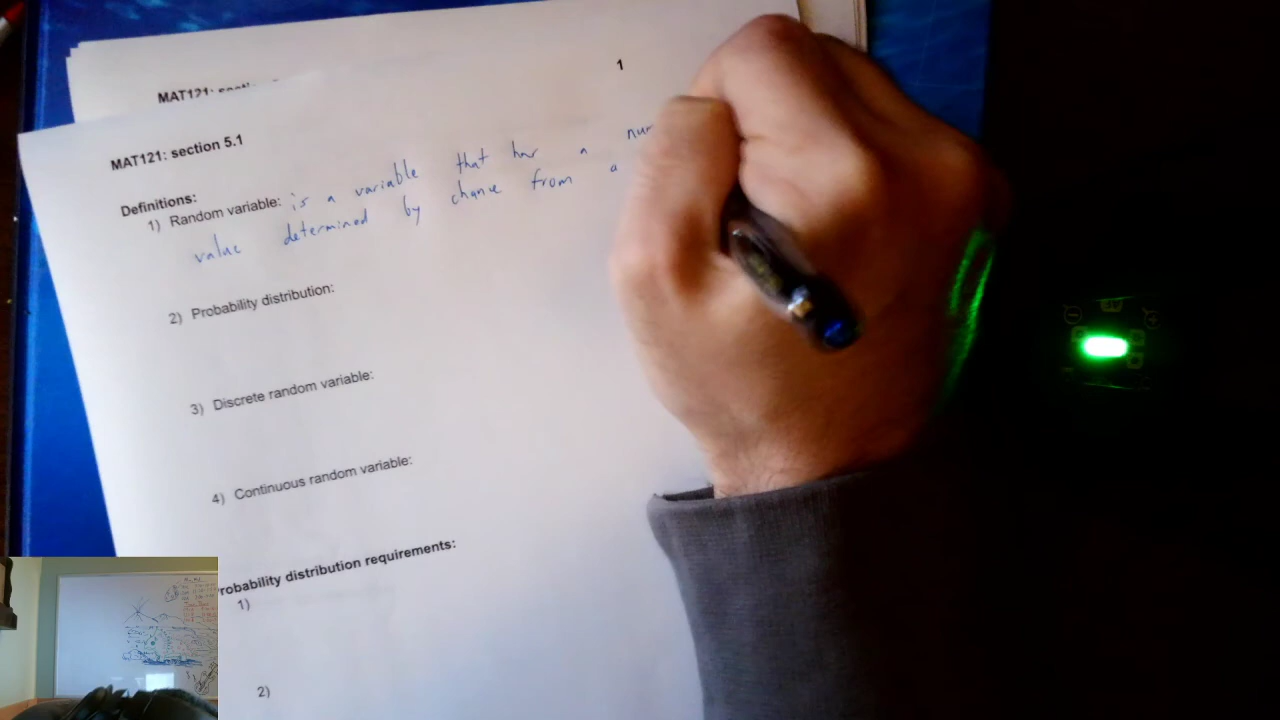 1
MAT121:
MAT121: section 5.1
Definitions:
1) Random variable: is a variable that has a
value determined by chance from a
2) Probability distribution:
3) Discrete random variable:
4) Continuous random variable:
robability distribution requirements:
1)
2)